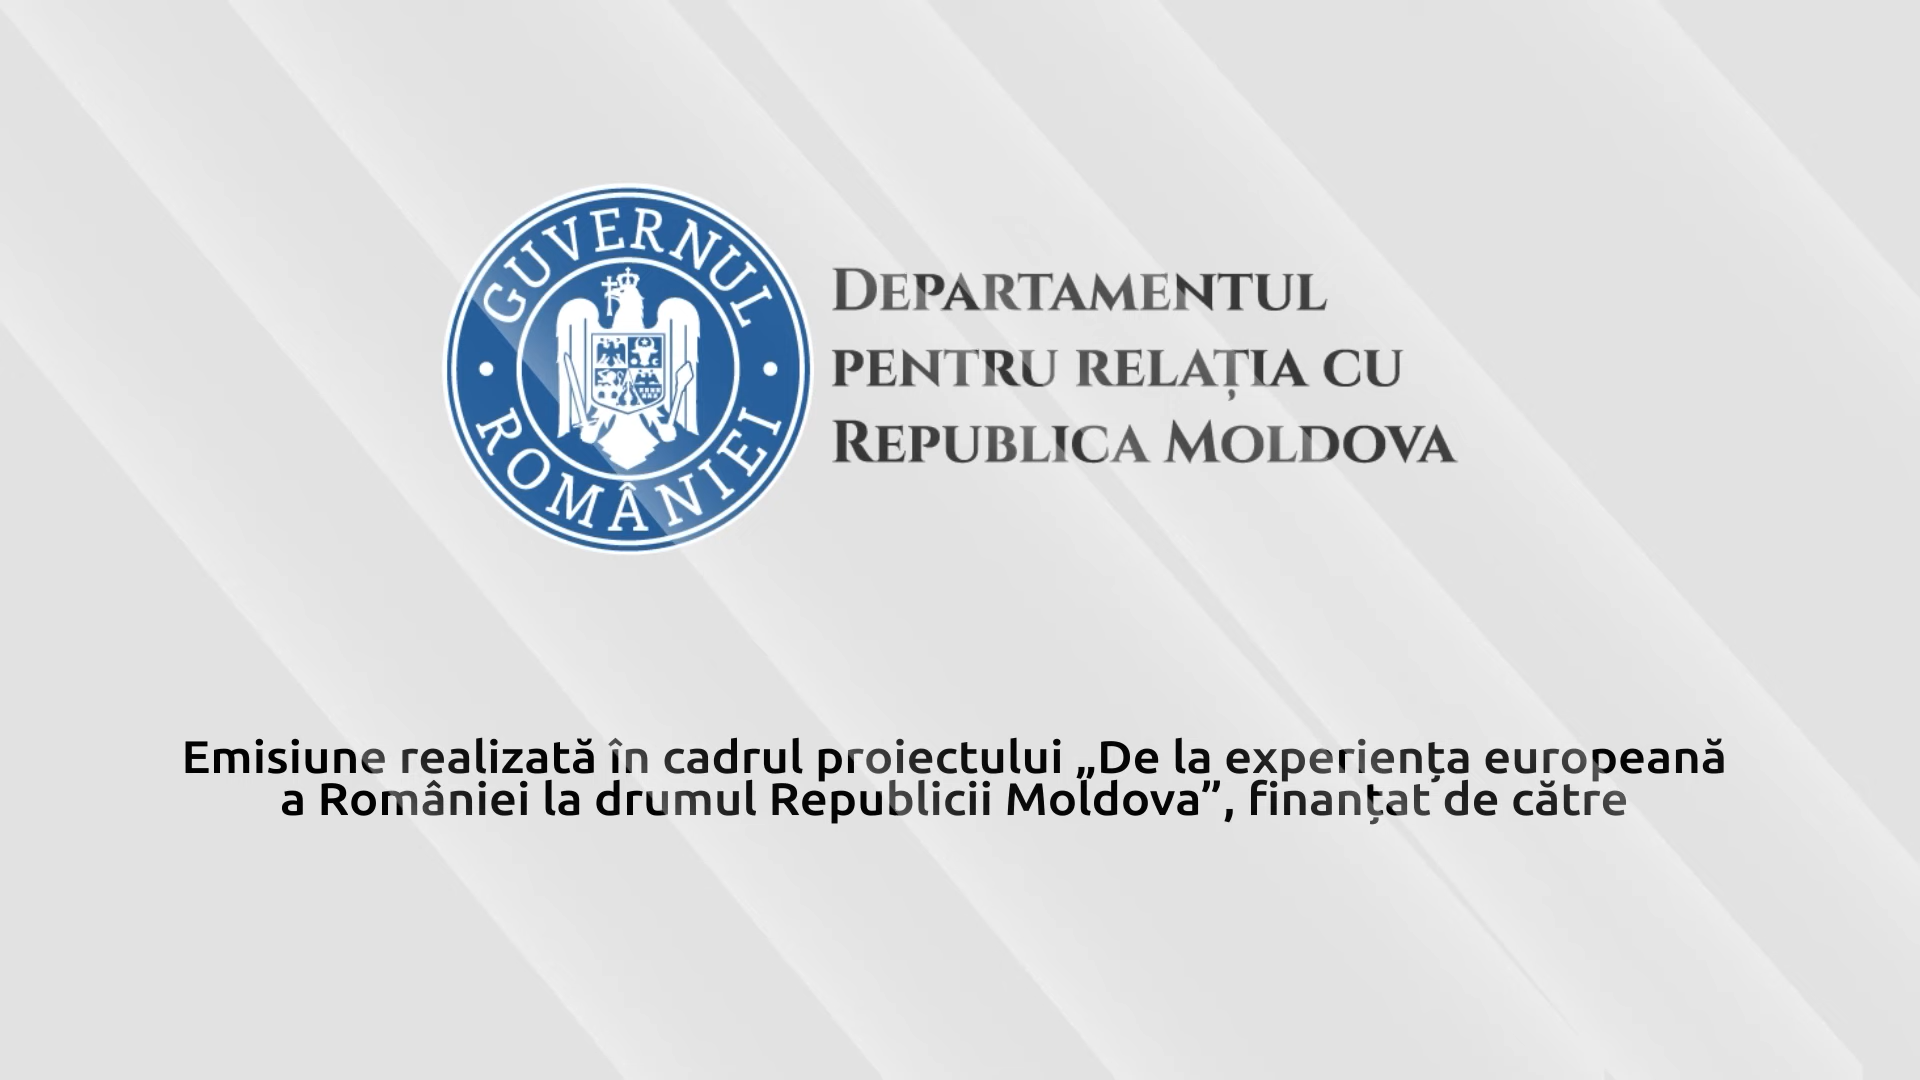 GUVERNUL
ROMÂNIEI
DEPARTAMENTUL
PENTRU RELAȚIA CU
REPUBLICA MOLDOVA
Emisiune realizată în cadrul proiectului „De la experiența europeană
a României la drumul Republicii Moldova”, finanțat de către